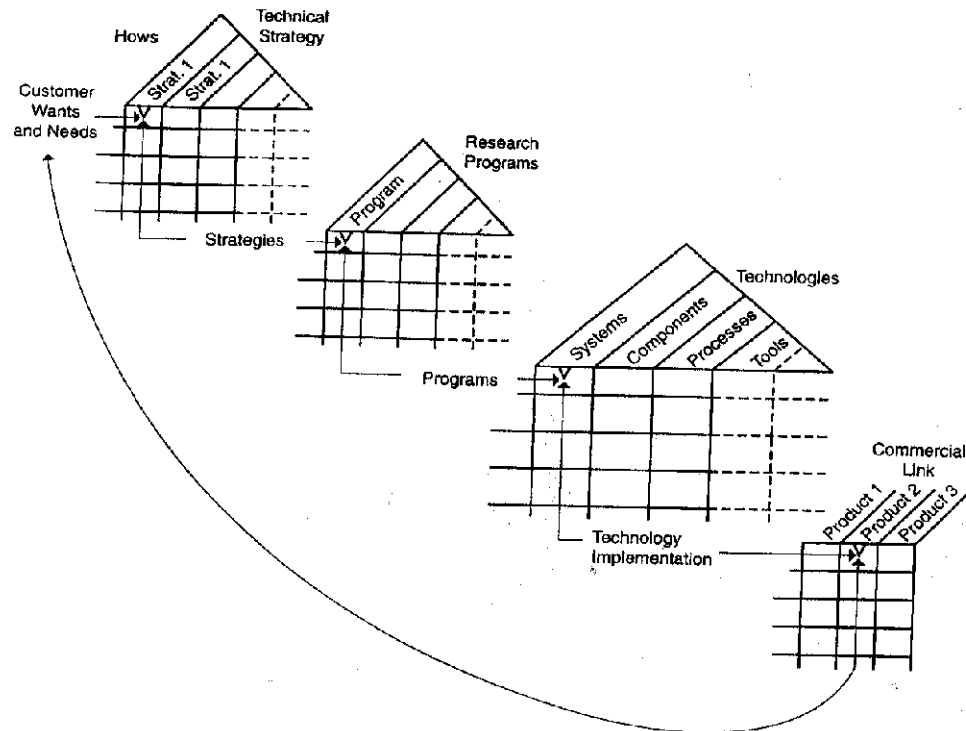 Hows
Technical
Strategy
Strat. 1
Strat. 1
Customer
Wants
and Needs
Research
Programs
Program
Strategies
Technologies
Systems
Components
Processes
Tools
Programs
Commercial
Link
Product 1
Product 2
Product 3
Technology
Implementation